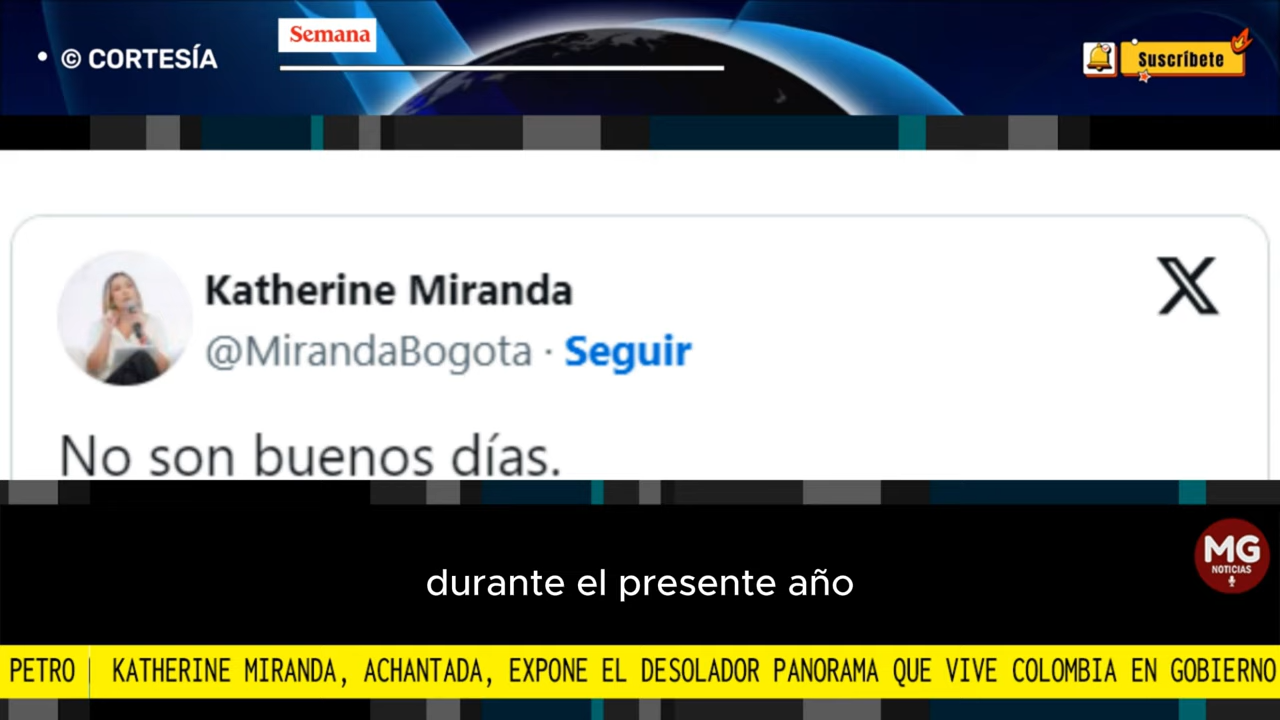 • © CORTESÍA
Semana
Suscríbete
Katherine Miranda
@MirandaBogota · Seguir
X
No son buenos días.
MG
NOTICIAS
durante el presente año
PETRO | KATHERINE MIRANDA, ACHANTADA, EXPONE EL DESOLADOR PANORAMA QUE VIVE COLOMBIA EN GOBIERNO